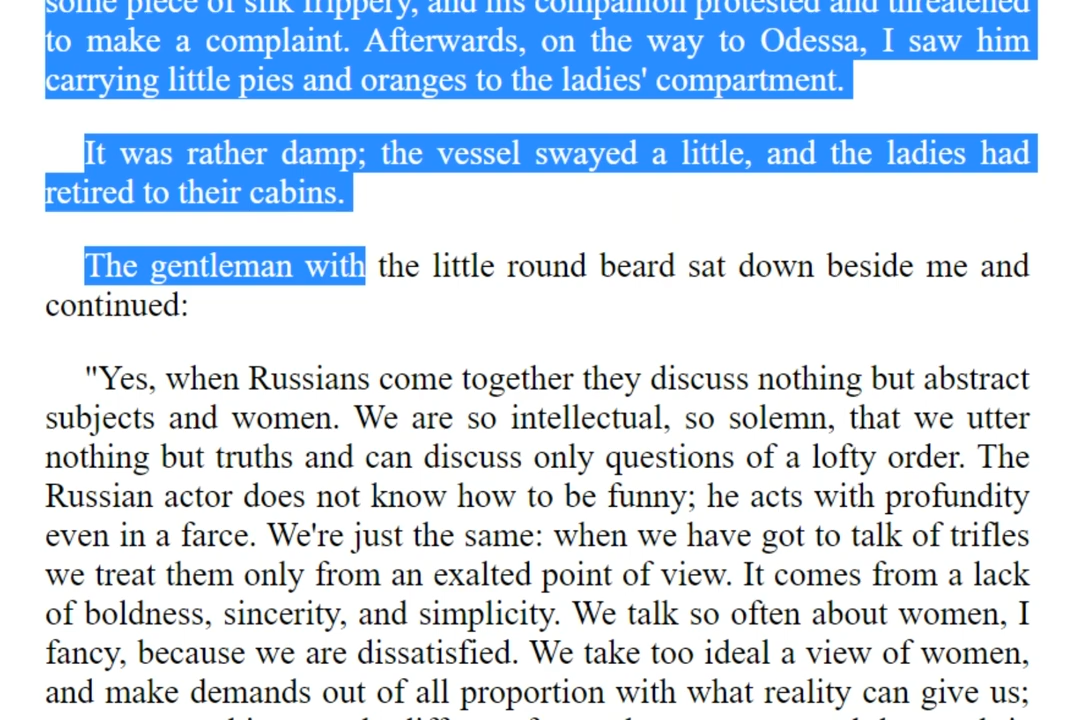 some piece of silk frippery, and his companion protested and threatened
to make a complaint. Afterwards, on the way to Odessa, I saw him
carrying little pies and oranges to the ladies' compartment.
It was rather damp; the vessel swayed a little, and the ladies had
retired to their cabins.
The gentleman with the little round beard sat down beside me and
continued:
"Yes, when Russians come together they discuss nothing but abstract
subjects and women. We are so intellectual, so solemn, that we utter
nothing but truths and can discuss only questions of a lofty order. The
Russian actor does not know how to be funny; he acts with profundity
even in a farce. We're just the same: when we have got to talk of trifles
we treat them only from an exalted point of view. It comes from a lack
of boldness, sincerity, and simplicity. We talk so often about women, I
fancy, because we are dissatisfied. We take too ideal a view of women,
and make demands out of all proportion with what reality can give us;